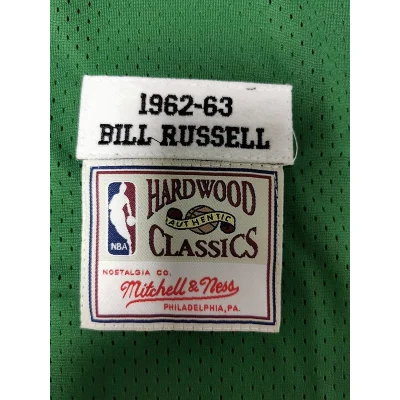 1962-63
BILL RUSSELL
HARDWOOD
AUTHENTIC
CLASSICS
NBA
NOSTALGIA CO.
Mitchell & Ness
PHILADELPHIA, PA.